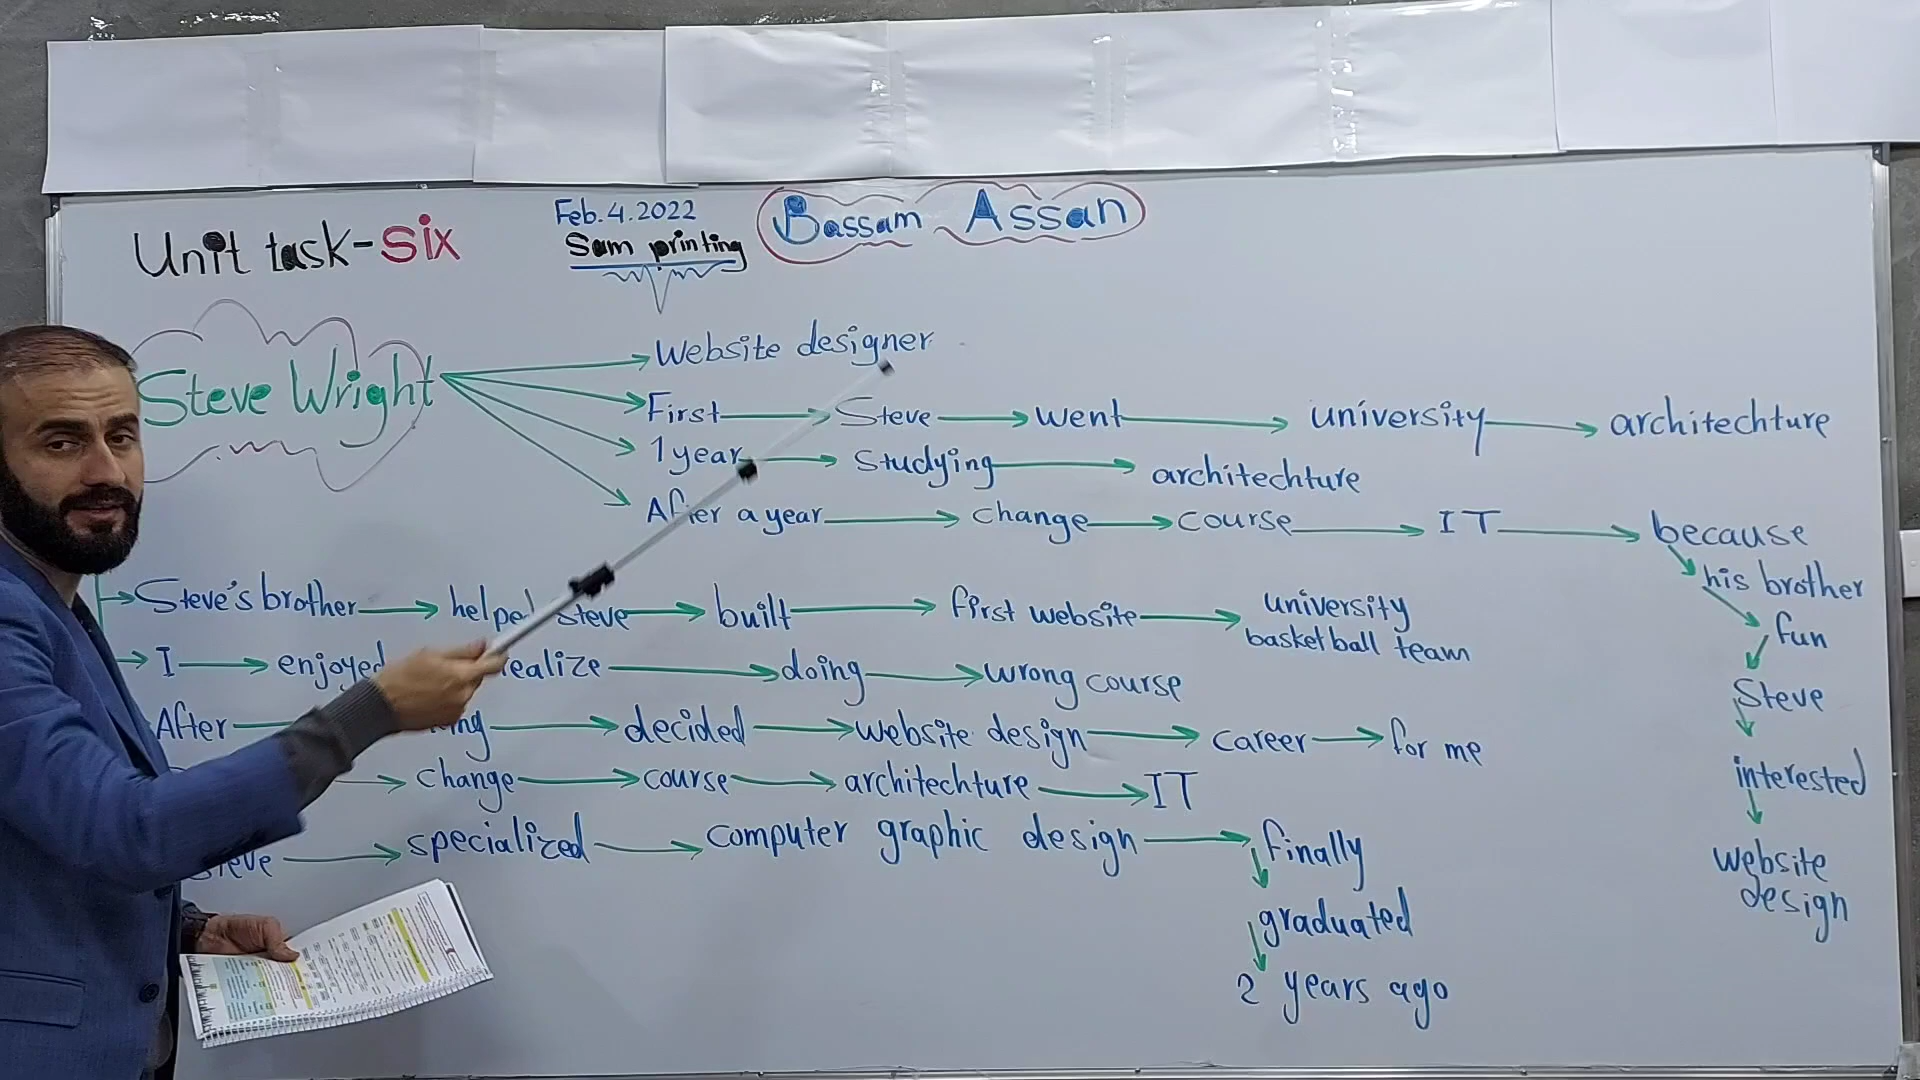 Unit task-Six
Feb.4.2022
Sam printing
Bassam Assan
Steve Wright
Website designer
First Steve went university architechture
1 year studying architechture
After a year change course IT because
his brother
fun
Steve
interested
website
design
Steve's brother helped Steve built first website university
basketball team
I enjoyed realize doing wrong course
After decided website design career for me
change course architechture IT
specialized computer graphic design finally
graduated
2 years ago